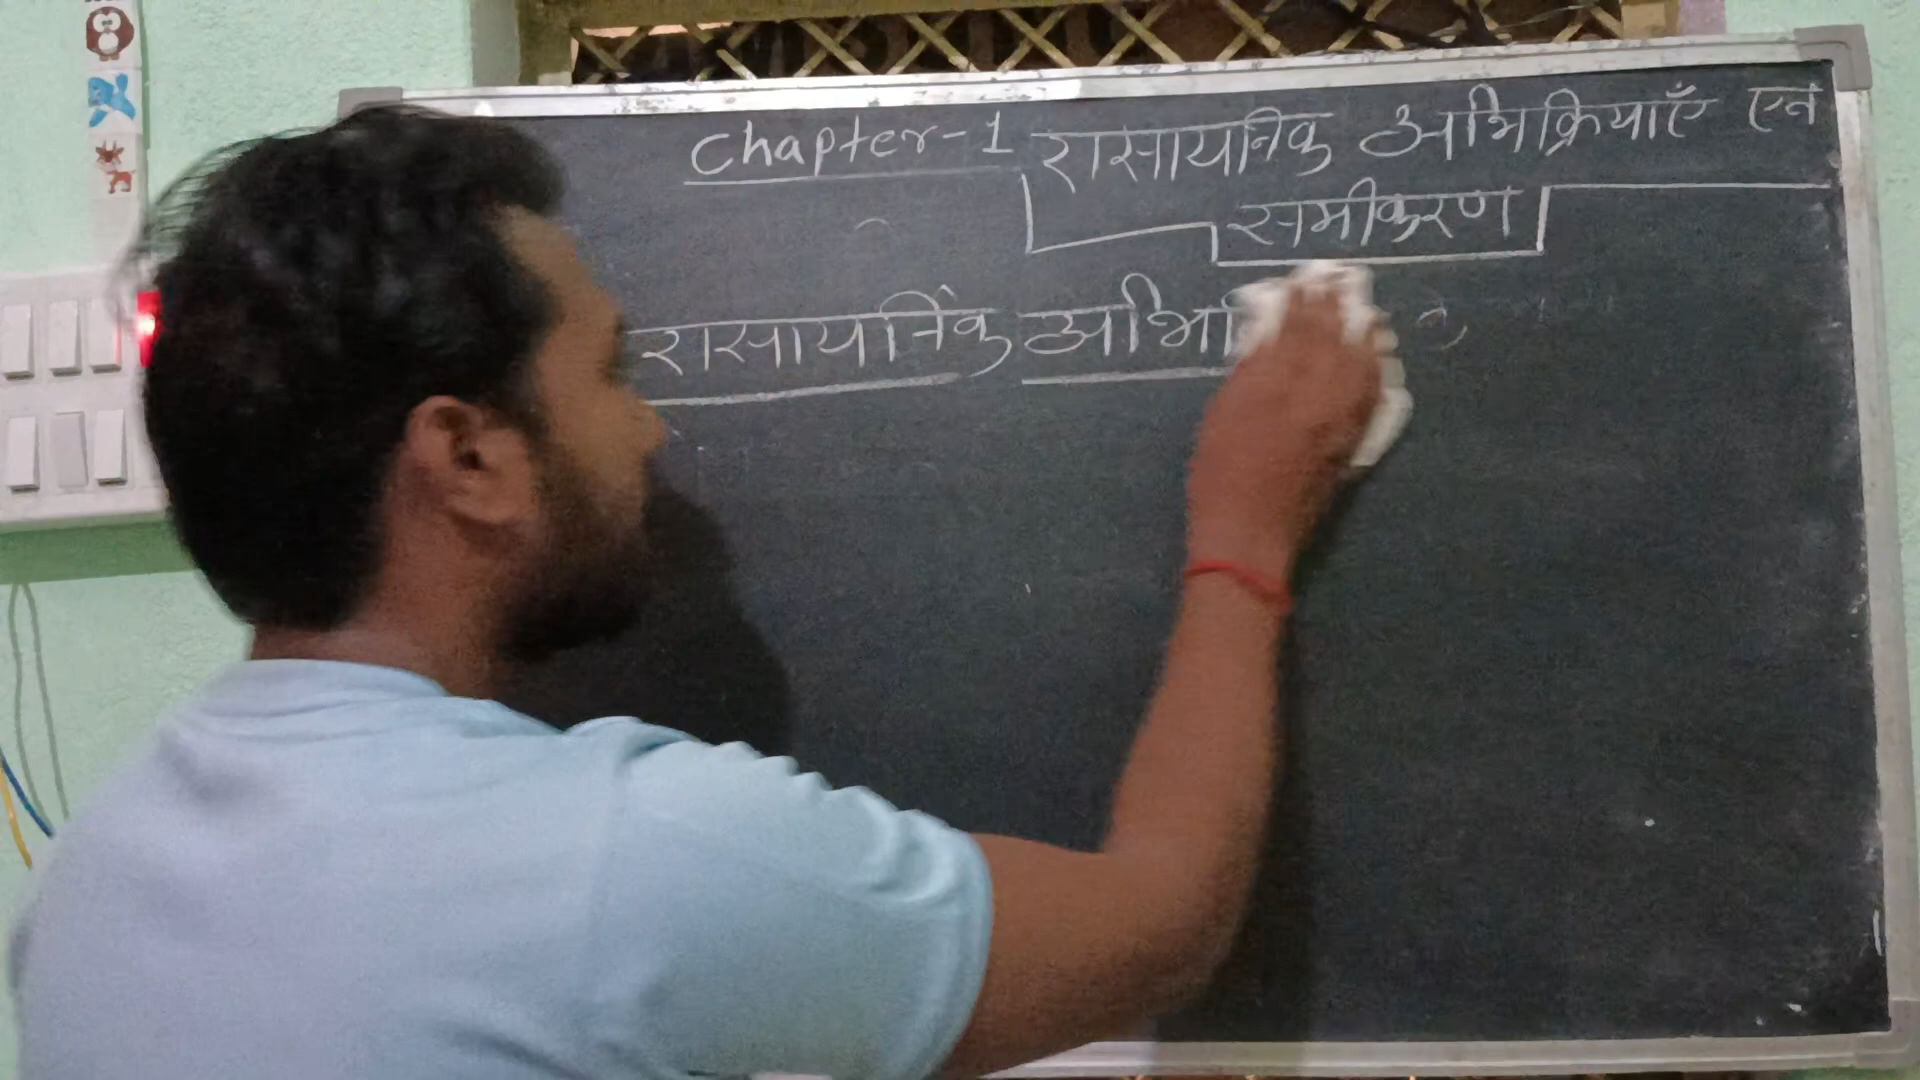 Chapter-1 रासायनिक अभिक्रियाएँ एवं
समीकरण
रासायनिक